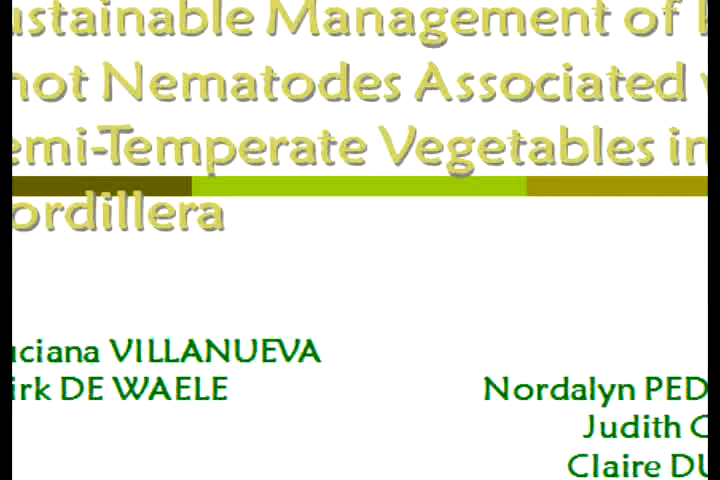 ustainable Management of
not Nematodes Associated
emi-Temperate Vegetables in
ordillera
uciana VILLANUEVA
irk DE WAELE
Nordalyn PED
Judith
Claire DU